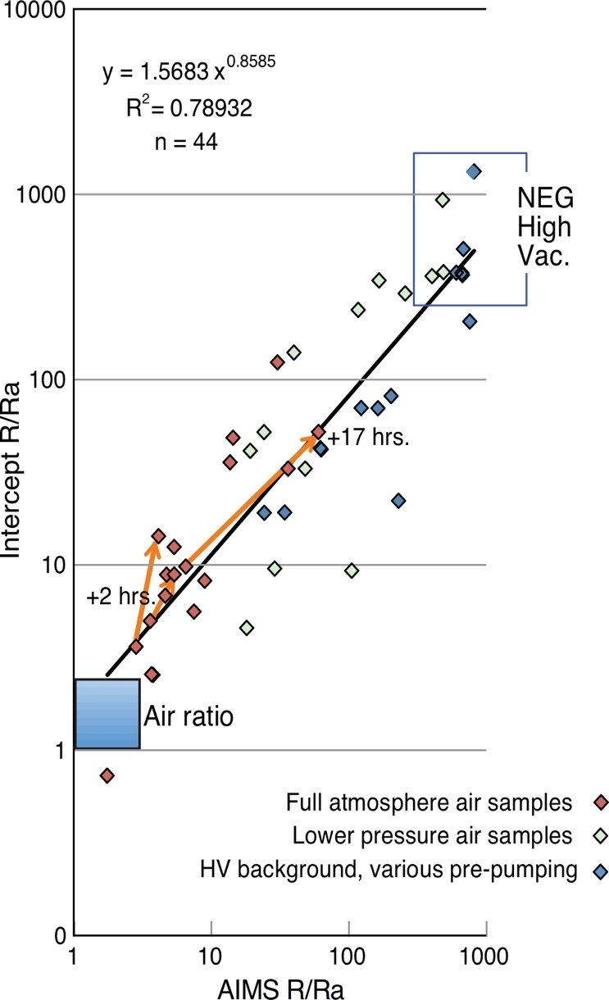 10000
y = 1.5683 x^0.8585
R^2 = 0.78932
n = 44
1000
NEG
High
Vac.
100
+17 hrs.
Intercept R/Ra
10
+2 hrs.
Air ratio
1
Full atmosphere air samples
Lower pressure air samples
HV background, various pre-pumping
0
1 10 100 1000
AIMS R/Ra